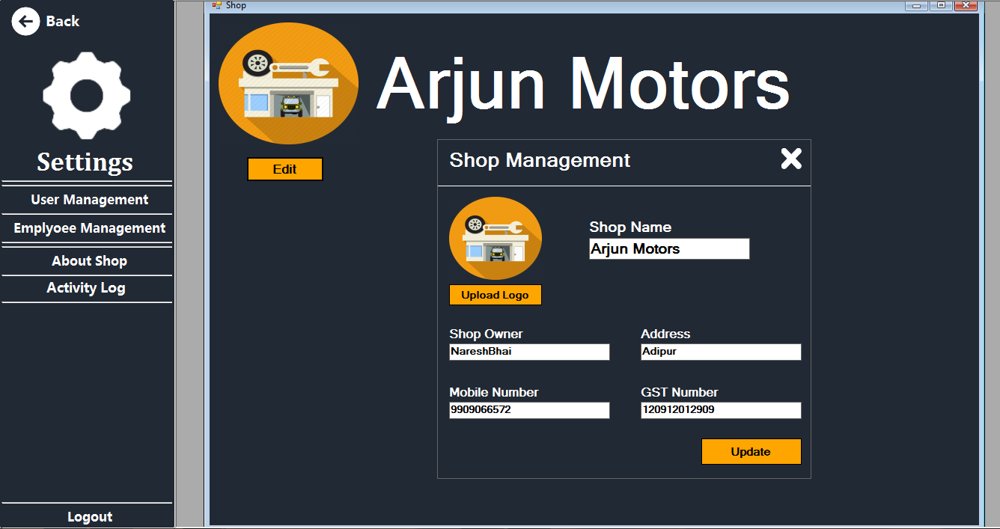 Back
Settings
User Management
Emplyoee Management
About Shop
Activity Log
Logout
Shop
Arjun Motors
Edit
Shop Management
Shop Name
Arjun Motors
Upload Logo
Shop Owner
Address
NareshBhai
Adipur
Mobile Number
GST Number
9909066572
120912012909
Update